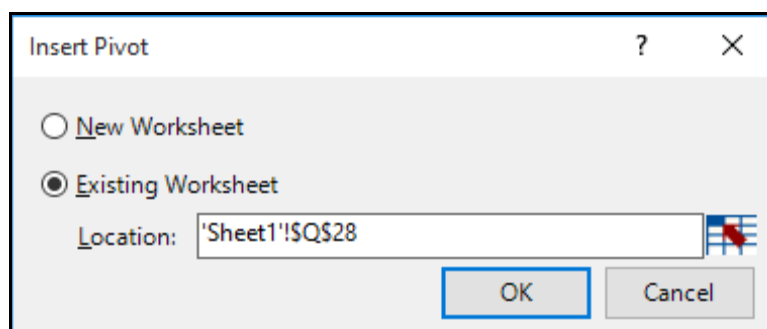 Insert Pivot ?
New Worksheet
Existing Worksheet
Location: 'Sheet1'!$Q$28
OK Cancel